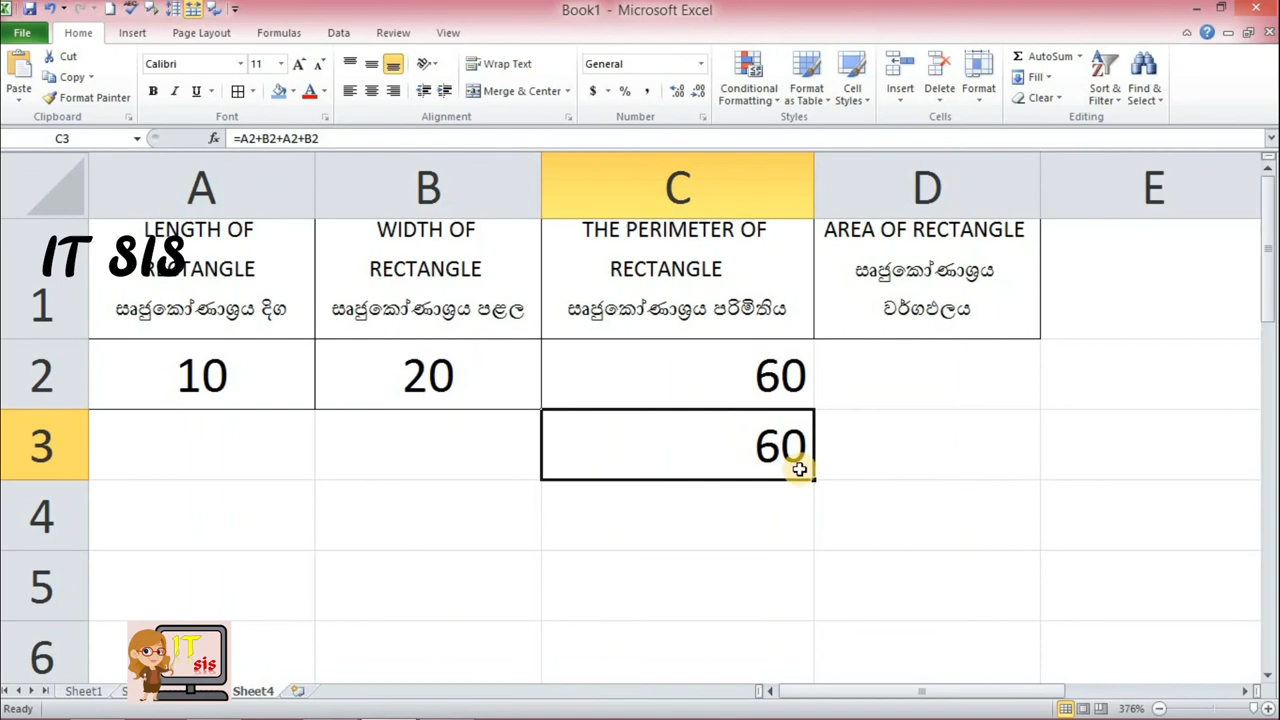 Book1 - Microsoft Excel
File Home Insert Page Layout Formulas Data Review View
Cut
Copy
Format Painter
Paste
Clipboard
Calibri 11
B I U
Font
Wrap Text
Merge & Center
Alignment
General
$ % ,
Number
Conditional Formatting
Format as Table
Cell Styles
Styles
Insert Delete Format
Cells
AutoSum
Fill
Clear
Sort & Filter
Find & Select
Editing
C3 fx =A2+B2+A2+B2
A B C D E
1
LENGTH OF
RECTANGLE
සෘජුකෝණාශ්‍රය දිග
WIDTH OF
RECTANGLE
සෘජුකෝණාශ්‍රය පළල
THE PERIMETER OF
RECTANGLE
සෘජුකෝණාශ්‍රය පරිමිතිය
AREA OF RECTANGLE
සෘජුකෝණාශ්‍රය
වර්ගඵලය
IT SIS
2 10 20 60
3 60
4
5
6
IT
sis
Sheet1 Sheet4
Ready 376%